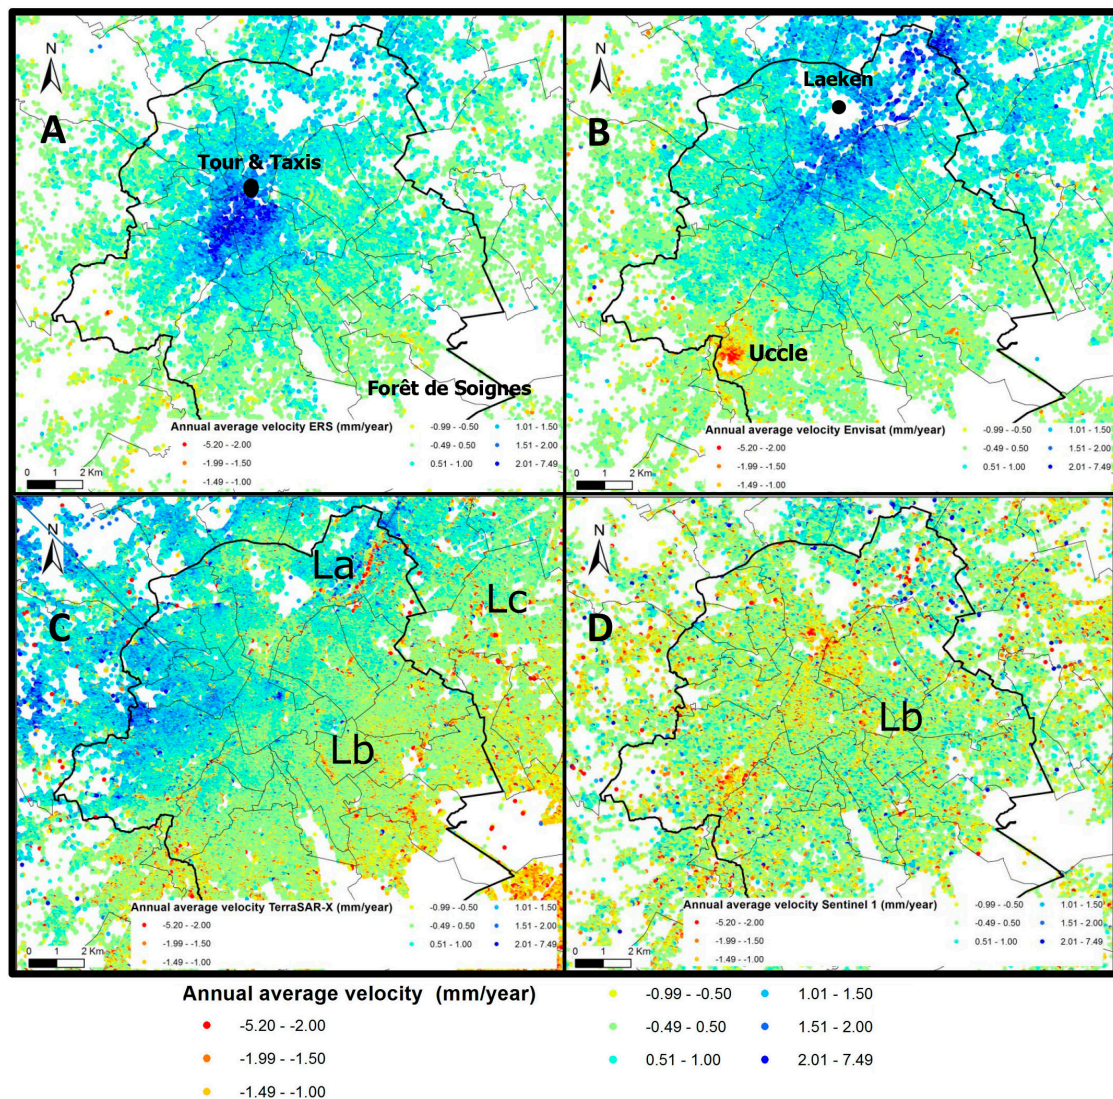 N
A
Tour & Taxis
Forêt de Soignes
Annual average velocity ERS (mm/year)
-5.20 - -2.00
-1.99 - -1.50
-1.49 - -1.00
-0.99 - -0.50
-0.49 - 0.50
0.51 - 1.00
1.01 - 1.50
1.51 - 2.00
2.01 - 7.49
0 1 2 Km
N
B
Laeken
Uccle
Annual average velocity Envisat (mm/year)
-5.20 - -2.00
-1.99 - -1.50
-1.49 - -1.00
-0.99 - -0.50
-0.49 - 0.50
0.51 - 1.00
1.01 - 1.50
1.51 - 2.00
2.01 - 7.49
0 1 2 Km
N
C
La
Lc
Lb
Annual average velocity TerraSAR-X (mm/year)
-5.20 - -2.00
-1.99 - -1.50
-1.49 - -1.00
-0.99 - -0.50
-0.49 - 0.50
0.51 - 1.00
1.01 - 1.50
1.51 - 2.00
2.01 - 7.49
0 1 2 Km
N
D
Lb
Annual average velocity Sentinel 1 (mm/year)
-5.20 - -2.00
-1.99 - -1.50
-1.49 - -1.00
-0.99 - -0.50
-0.49 - 0.50
0.51 - 1.00
1.01 - 1.50
1.51 - 2.00
2.01 - 7.49
0 1 2 Km
Annual average velocity (mm/year)
-5.20 - -2.00
-1.99 - -1.50
-1.49 - -1.00
-0.99 - -0.50
-0.49 - 0.50
0.51 - 1.00
1.01 - 1.50
1.51 - 2.00
2.01 - 7.49